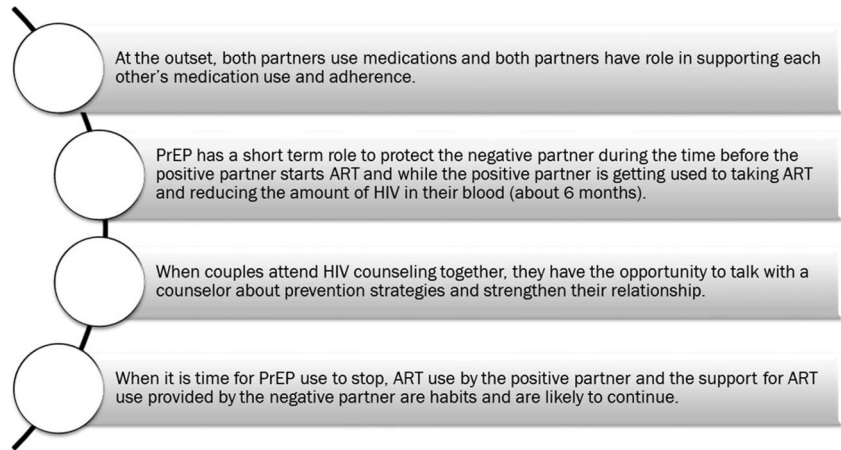 At the outset, both partners use medications and both partners have role in supporting each
other's medication use and adherence.
PrEP has a short term role to protect the negative partner during the time before the
positive partner starts ART and while the positive partner is getting used to taking ART
and reducing the amount of HIV in their blood (about 6 months).
When couples attend HIV counseling together, they have the opportunity to talk with a
counselor about prevention strategies and strengthen their relationship.
When it is time for PrEP use to stop, ART use by the positive partner and the support for ART
use provided by the negative partner are habits and are likely to continue.